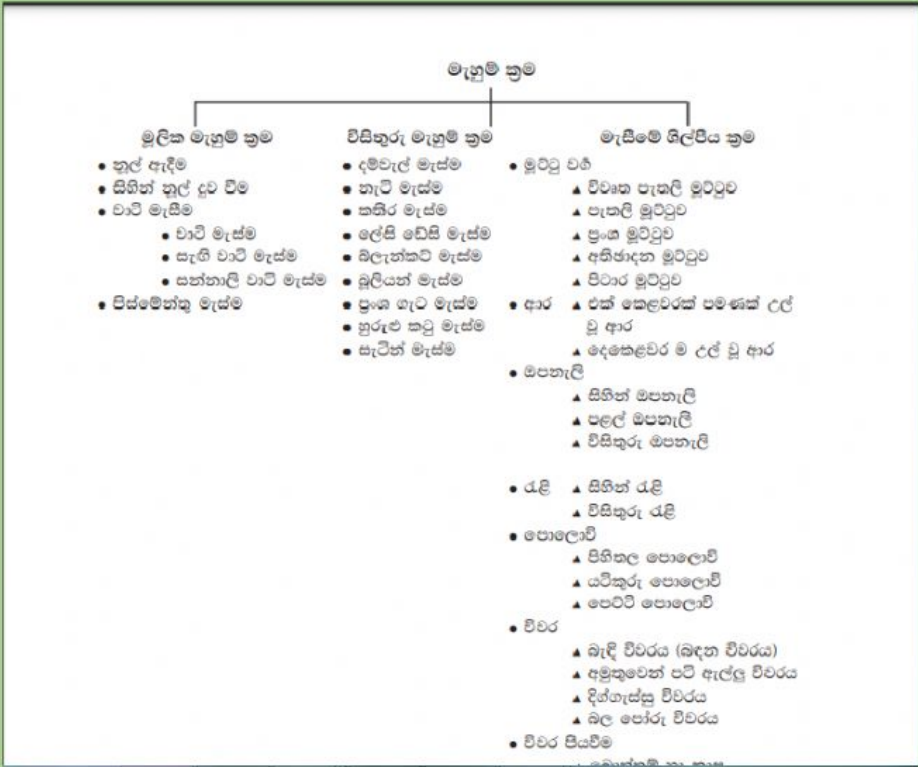 මැහුම් ක්‍රම
මූලික මැහුම් ක්‍රම
• නූල් ඇදීම
• සිහින් නූල් දුව වීම
• වාටි මැසීම
• වාටි මැස්ම
• සැඟි වාටි මැස්ම
• සන්නාලි වාටි මැස්ම
• පිස්මේන්තු මැස්ම
විසිතුරු මැහුම් ක්‍රම
• දම්වැල් මැස්ම
• නැටි මැස්ම
• කතිර මැස්ම
• ලේසි ඩේසි මැස්ම
• බ්ලැන්කට් මැස්ම
• බූලියන් මැස්ම
• ප්‍රංශ ගැට මැස්ම
• හුරුළු කටු මැස්ම
• සැටින් මැස්ම
මැසීමේ ශිල්පීය ක්‍රම
• මූට්ටු වර්ග
▲ විවෘත පැතලි මූට්ටුව
▲ පැතලි මූට්ටුව
▲ ප්‍රංශ මූට්ටුව
▲ අතිඡාදන මූට්ටුව
▲ පිටාර මූට්ටුව
• ආර ▲ එක් කෙළවරක් පමණක් උල්
වූ ආර
▲ දෙකෙළවර ම උල් වූ ආර
• ඔපනැලි
▲ සිහින් ඔපනැලි
▲ පළල් ඔපනැලි
▲ විසිතුරු ඔපනැලි
• රැළි ▲ සිහින් රැළි
▲ විසිතුරු රැළි
• පොලොවි
▲ පිහිතල පොලොවි
▲ යටිකුරු පොලොවි
▲ පෙට්ටි පොලොවි
• විවර
▲ බැඳි විවරය (බඳන විවරය)
▲ අමුතුවෙන් පටි ඇල්ලු විවරය
▲ දිග්ගැස්සු විවරය
▲ බල පෝරු විවරය
• විවර පියවීම